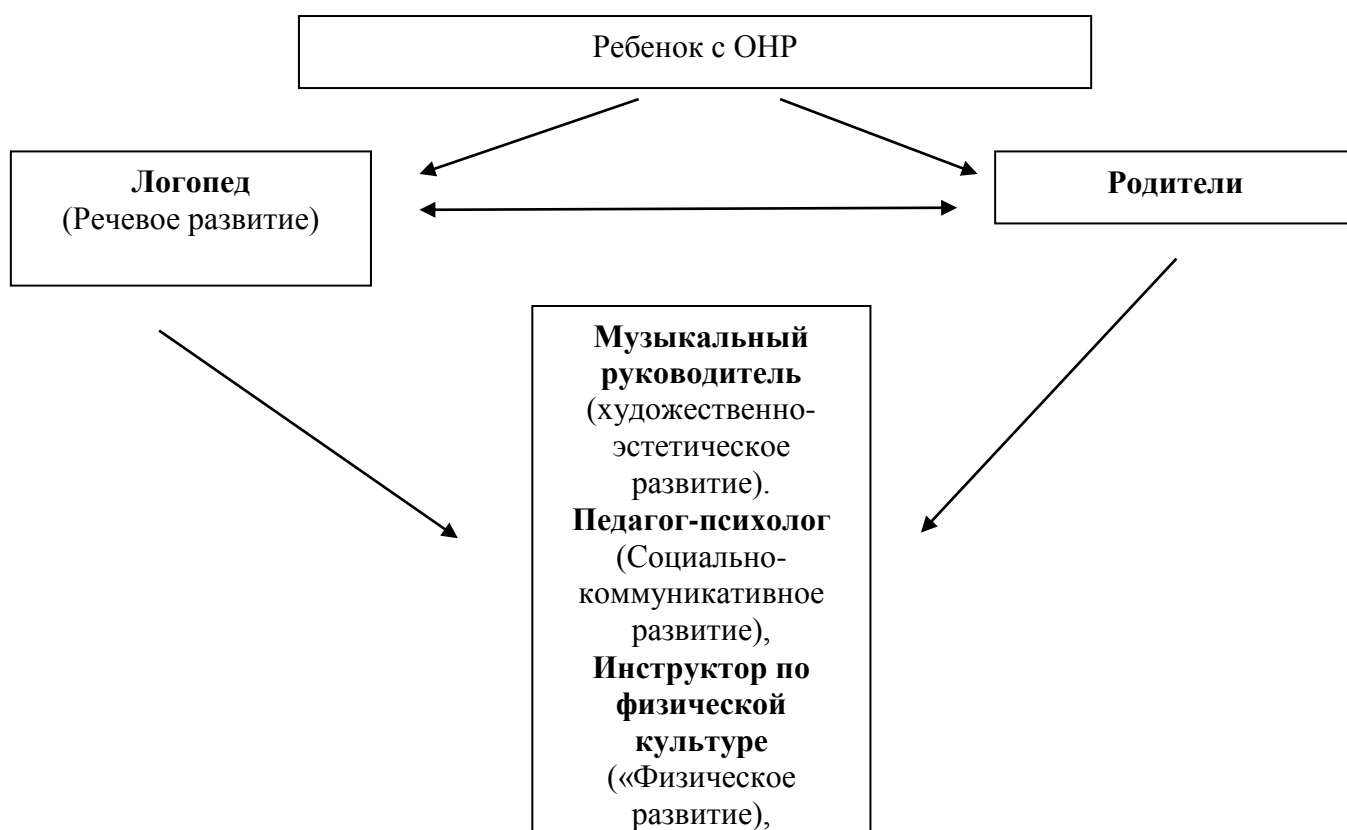 Ребенок с ОНР
Логопед
(Речевое развитие)
Родители
Музыкальный
руководитель
(художественно-
эстетическое
развитие).
Педагог-психолог
(Социально-
коммуникативное
развитие),
Инструктор по
физической
культуре
(«Физическое
развитие),